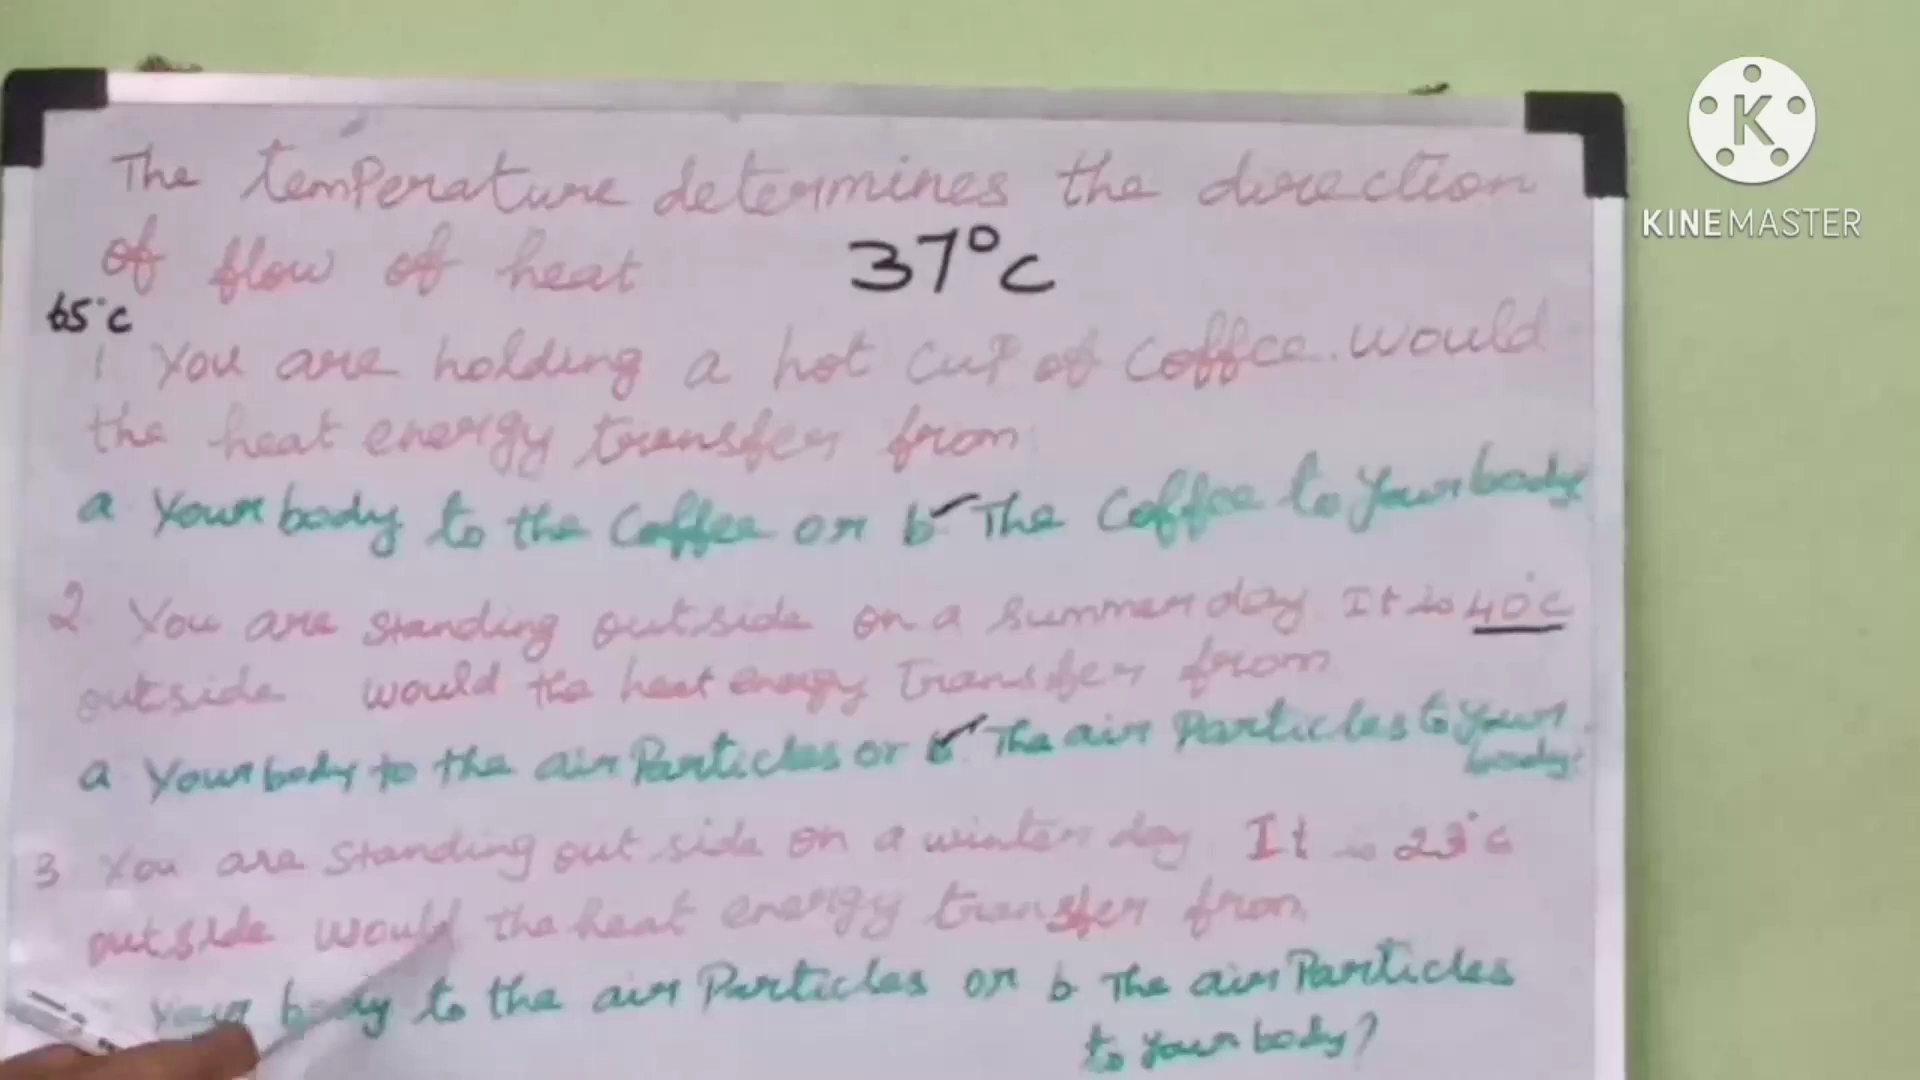 The temperature determines the direction
of flow of heat 37°C
65°C
1 You are holding a hot cup of coffee. Would
the heat energy transfer from
a Your body to the coffee or b The coffee to your body
2. You are standing outside on a summer day It is 40°C
outside would the heat energy transfer from
a Your body to the air particles or b. The air particles to your
body
3 You are standing out side on a winter day It is 23°C
outside would the heat energy transfer from
Your body to the air particles or b The air particles
to your body?
K
KINEMASTER